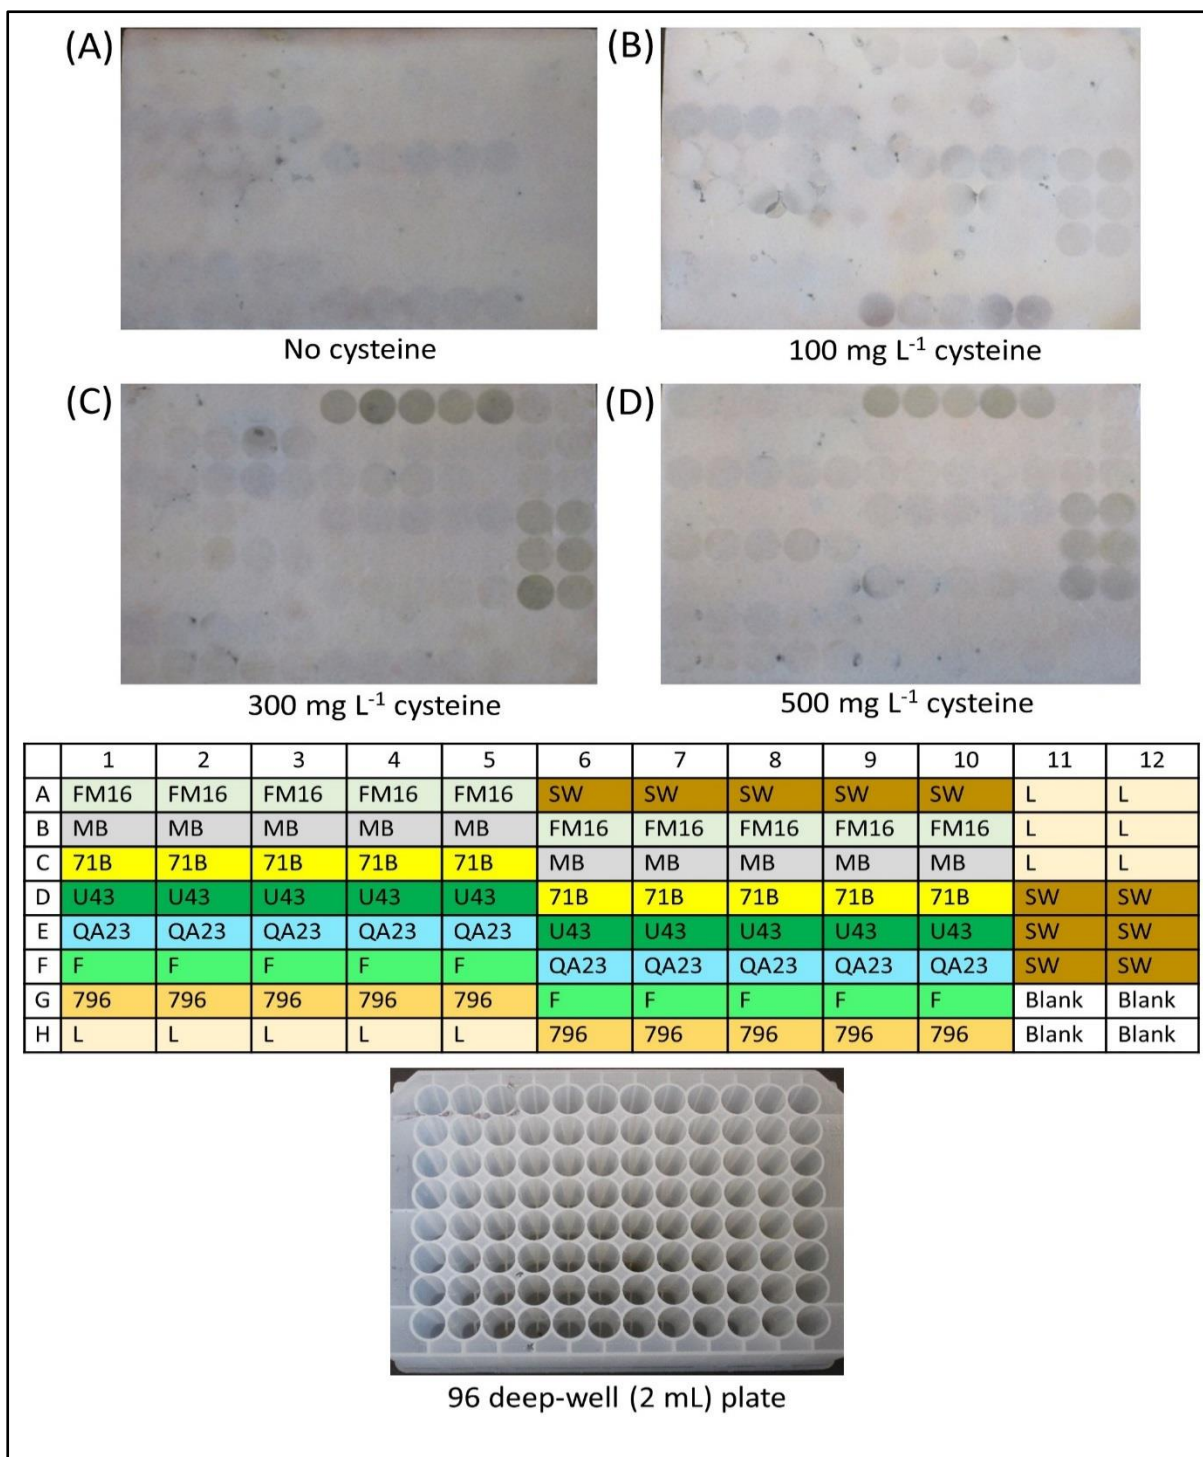 (A) (B)
No cysteine 100 mg L⁻¹ cysteine
(C) (D)
300 mg L⁻¹ cysteine 500 mg L⁻¹ cysteine
1 2 3 4 5 6 7 8 9 10 11 12
A FM16 FM16 FM16 FM16 FM16 SW SW SW SW SW L L
B MB MB MB MB MB FM16 FM16 FM16 FM16 FM16 L L
C 71B 71B 71B 71B 71B MB MB MB MB MB L L
D U43 U43 U43 U43 U43 71B 71B 71B 71B 71B SW SW
E QA23 QA23 QA23 QA23 QA23 U43 U43 U43 U43 U43 SW SW
F F F F F F QA23 QA23 QA23 QA23 QA23 SW SW
G 796 796 796 796 796 F F F F F Blank Blank
H L L L L L 796 796 796 796 796 Blank Blank
96 deep-well (2 mL) plate